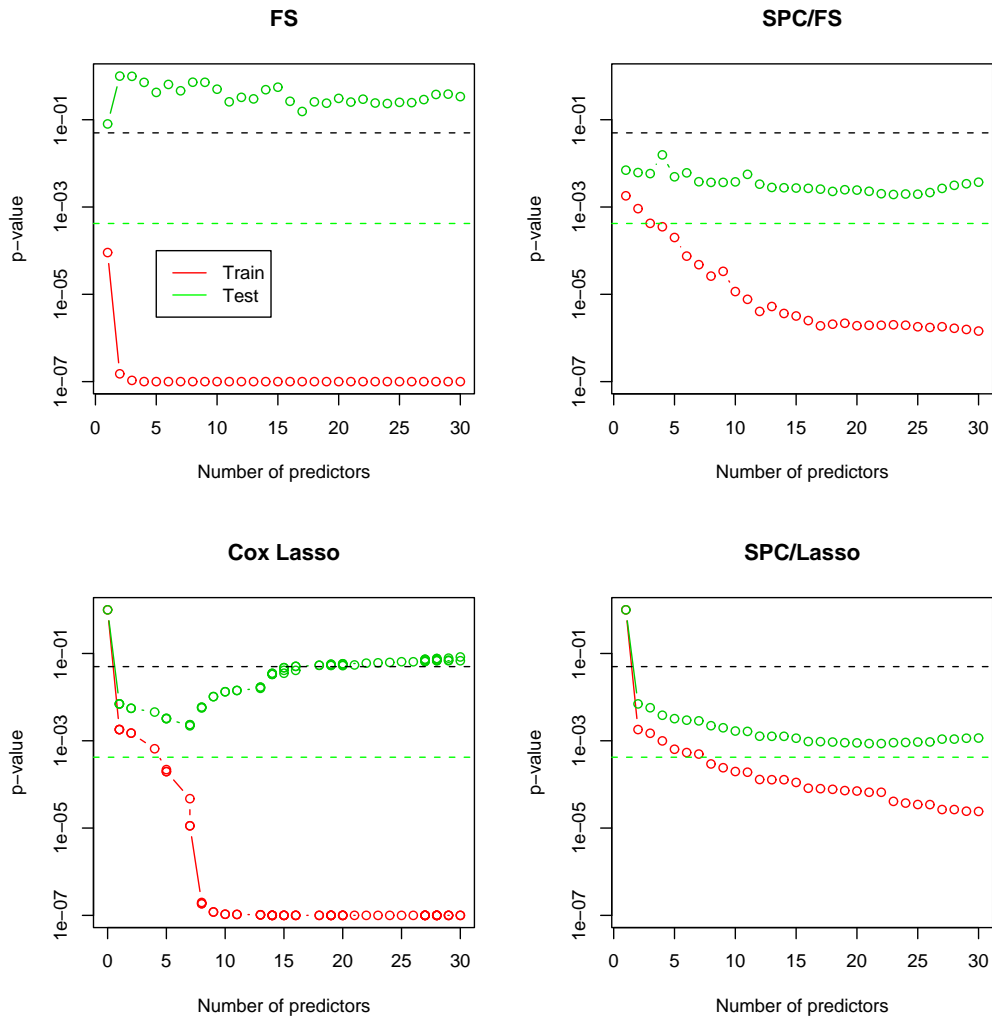 FS
p−value
1e−07 1e−05 1e−03 1e−01
Train
Test
0 5 10 15 20 25 30
Number of predictors
SPC/FS
p−value
1e−07 1e−05 1e−03 1e−01
0 5 10 15 20 25 30
Number of predictors
Cox Lasso
p−value
1e−07 1e−05 1e−03 1e−01
0 5 10 15 20 25 30
Number of predictors
SPC/Lasso
p−value
1e−07 1e−05 1e−03 1e−01
0 5 10 15 20 25 30
Number of predictors